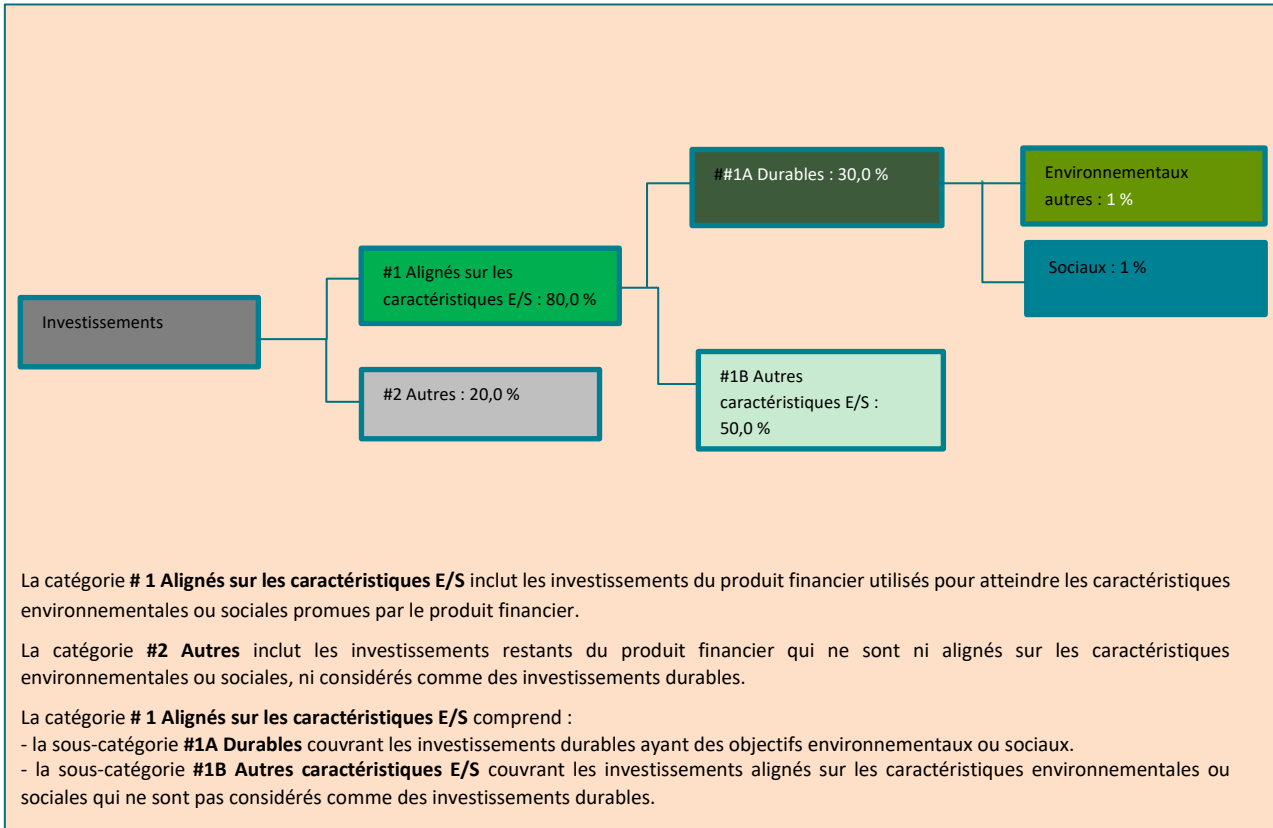 ##1A Durables : 30,0 %
Environnementaux
autres : 1 %
#1 Alignés sur les
caractéristiques E/S : 80,0 %
Sociaux : 1 %
Investissements
#2 Autres : 20,0 %
#1B Autres
caractéristiques E/S :
50,0 %
La catégorie # 1 Alignés sur les caractéristiques E/S inclut les investissements du produit financier utilisés pour atteindre les caractéristiques
environnementales ou sociales promues par le produit financier.
La catégorie #2 Autres inclut les investissements restants du produit financier qui ne sont ni alignés sur les caractéristiques
environnementales ou sociales, ni considérés comme des investissements durables.
La catégorie # 1 Alignés sur les caractéristiques E/S comprend :
- la sous-catégorie #1A Durables couvrant les investissements durables ayant des objectifs environnementaux ou sociaux.
- la sous-catégorie #1B Autres caractéristiques E/S couvrant les investissements alignés sur les caractéristiques environnementales ou
sociales qui ne sont pas considérés comme des investissements durables.